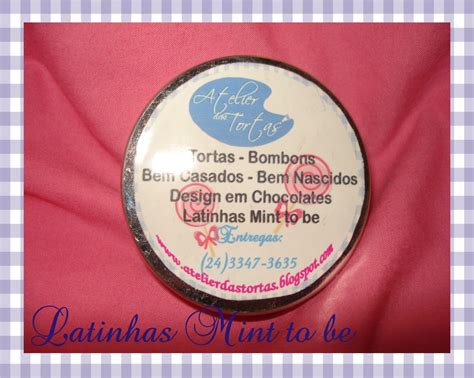 Atelier
das Tortas
Tortas - Bombons
Bem Casados - Bem Nascidos
Design em Chocolates
Latinhas Mint to be
Entregas:
(24)3347-3635
www.atelierdastortas.blogspot.com
Latinhas Mint to be